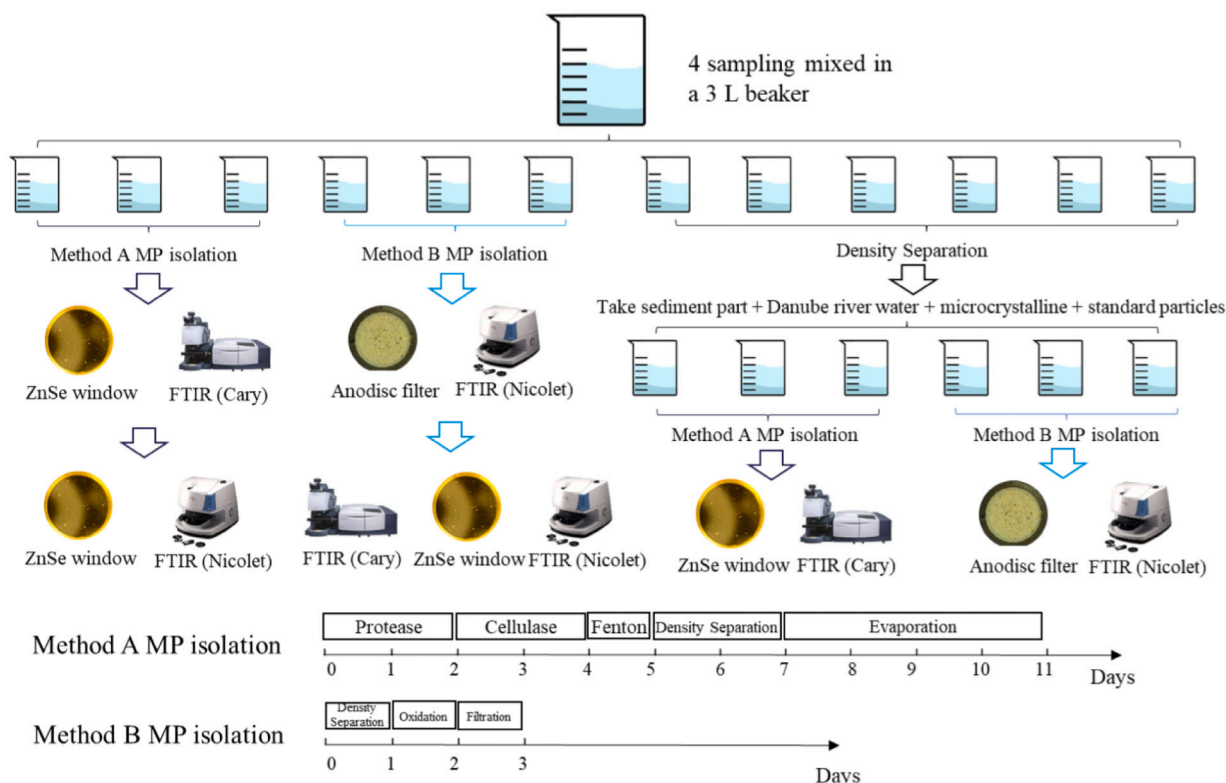 4 sampling mixed in
a 3 L beaker
Method A MP isolation
Method B MP isolation
Density Separation
Take sediment part + Danube river water + microcrystalline + standard particles
ZnSe window
FTIR (Cary)
Anodisc filter
FTIR (Nicolet)
Method A MP isolation
Method B MP isolation
ZnSe window
FTIR (Nicolet)
FTIR (Cary)
ZnSe window
FTIR (Nicolet)
ZnSe window
FTIR (Cary)
Anodisc filter
FTIR (Nicolet)
Method A MP isolation
Protease
Cellulase
Fenton
Density Separation
Evaporation
0 1 2 3 4 5 6 7 8 9 10 11
Days
Method B MP isolation
Density
Separation
Oxidation
Filtration
0 1 2 3
Days